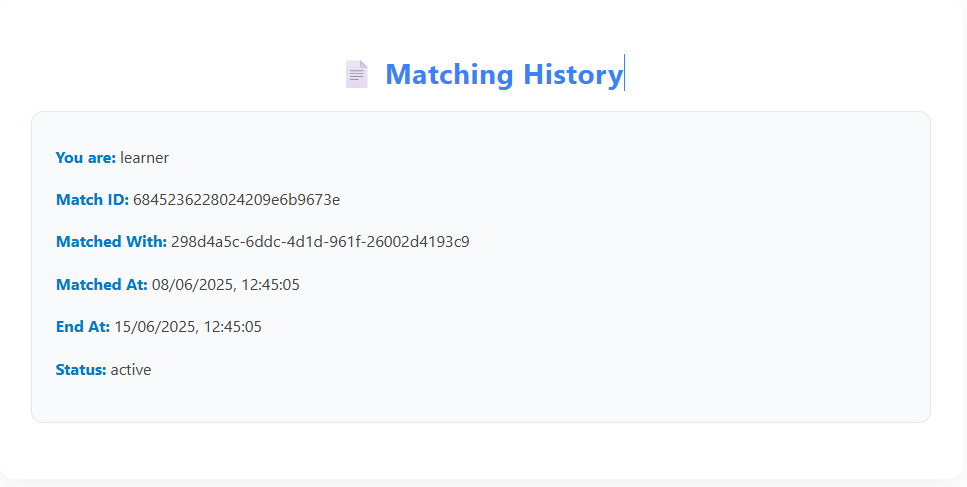 Matching History
You are: learner
Match ID: 6845236228024209e6b9673e
Matched With: 298d4a5c-6ddc-4d1d-961f-26002d4193c9
Matched At: 08/06/2025, 12:45:05
End At: 15/06/2025, 12:45:05
Status: active